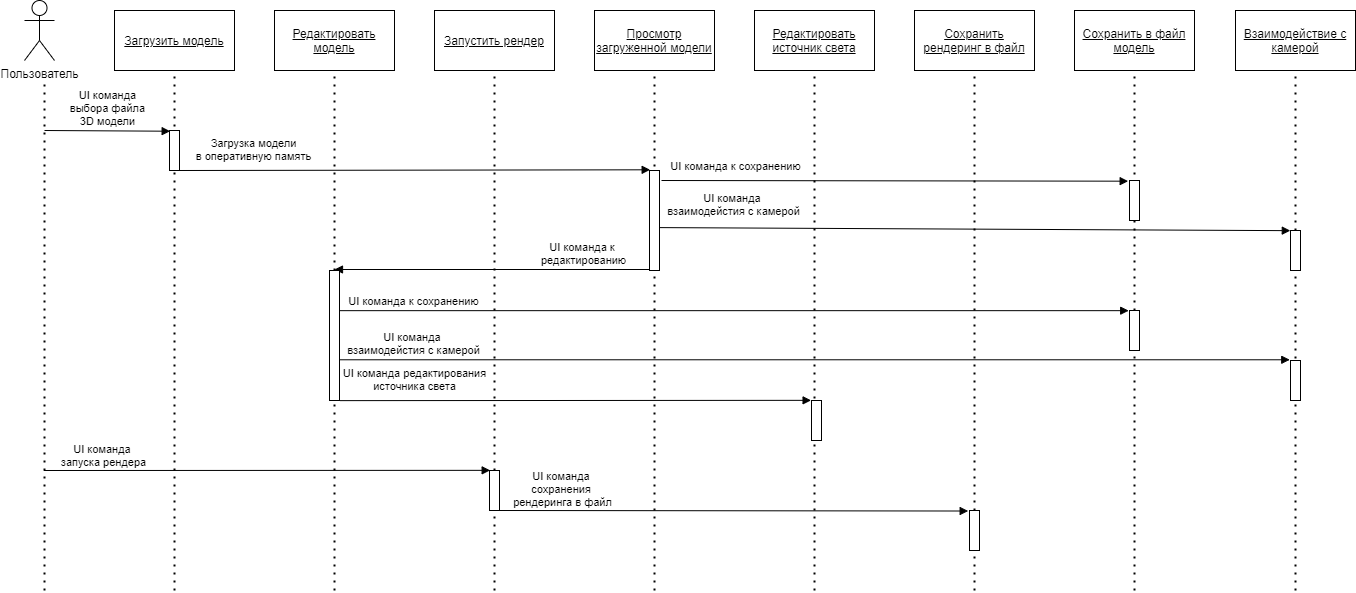 Пользователь
Загрузить модель
Редактировать
модель
Запустить рендер
Просмотр
загруженной модели
Редактировать
источник света
Сохранить
рендеринг в файл
Сохранить в файл
модель
Взаимодействие с
камерой
UI команда
выбора файла
3D модели
Загрузка модели
в оперативную память
UI команда к сохранению
UI команда
взаимодестия с камерой
UI команда к
редактированию
UI команда к сохранению
UI команда
взаимодестия с камерой
UI команда редактирования
источника света
UI команда
запуска рендера
UI команда
сохранения
рендеринга в файл